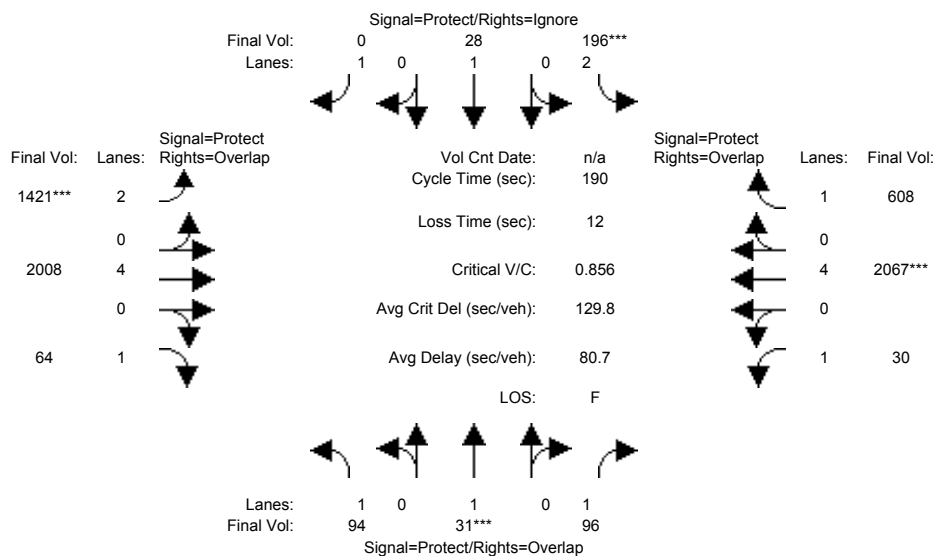 Signal=Protect/Rights=Ignore
Final Vol: 0 28 196***
Lanes: 1 0 1 0 2
Signal=Protect Signal=Protect
Final Vol: Lanes: Rights=Overlap Vol Cnt Date: n/a Rights=Overlap Lanes: Final Vol:
Cycle Time (sec): 190
1421*** 2 1 608
Loss Time (sec): 12
0 0
2008 4 Critical V/C: 0.856 4 2067***
0 Avg Crit Del (sec/veh): 129.8 0
64 1 Avg Delay (sec/veh): 80.7 1 30
LOS: F
Lanes: 1 0 1 0 1
Final Vol: 94 31*** 96
Signal=Protect/Rights=Overlap